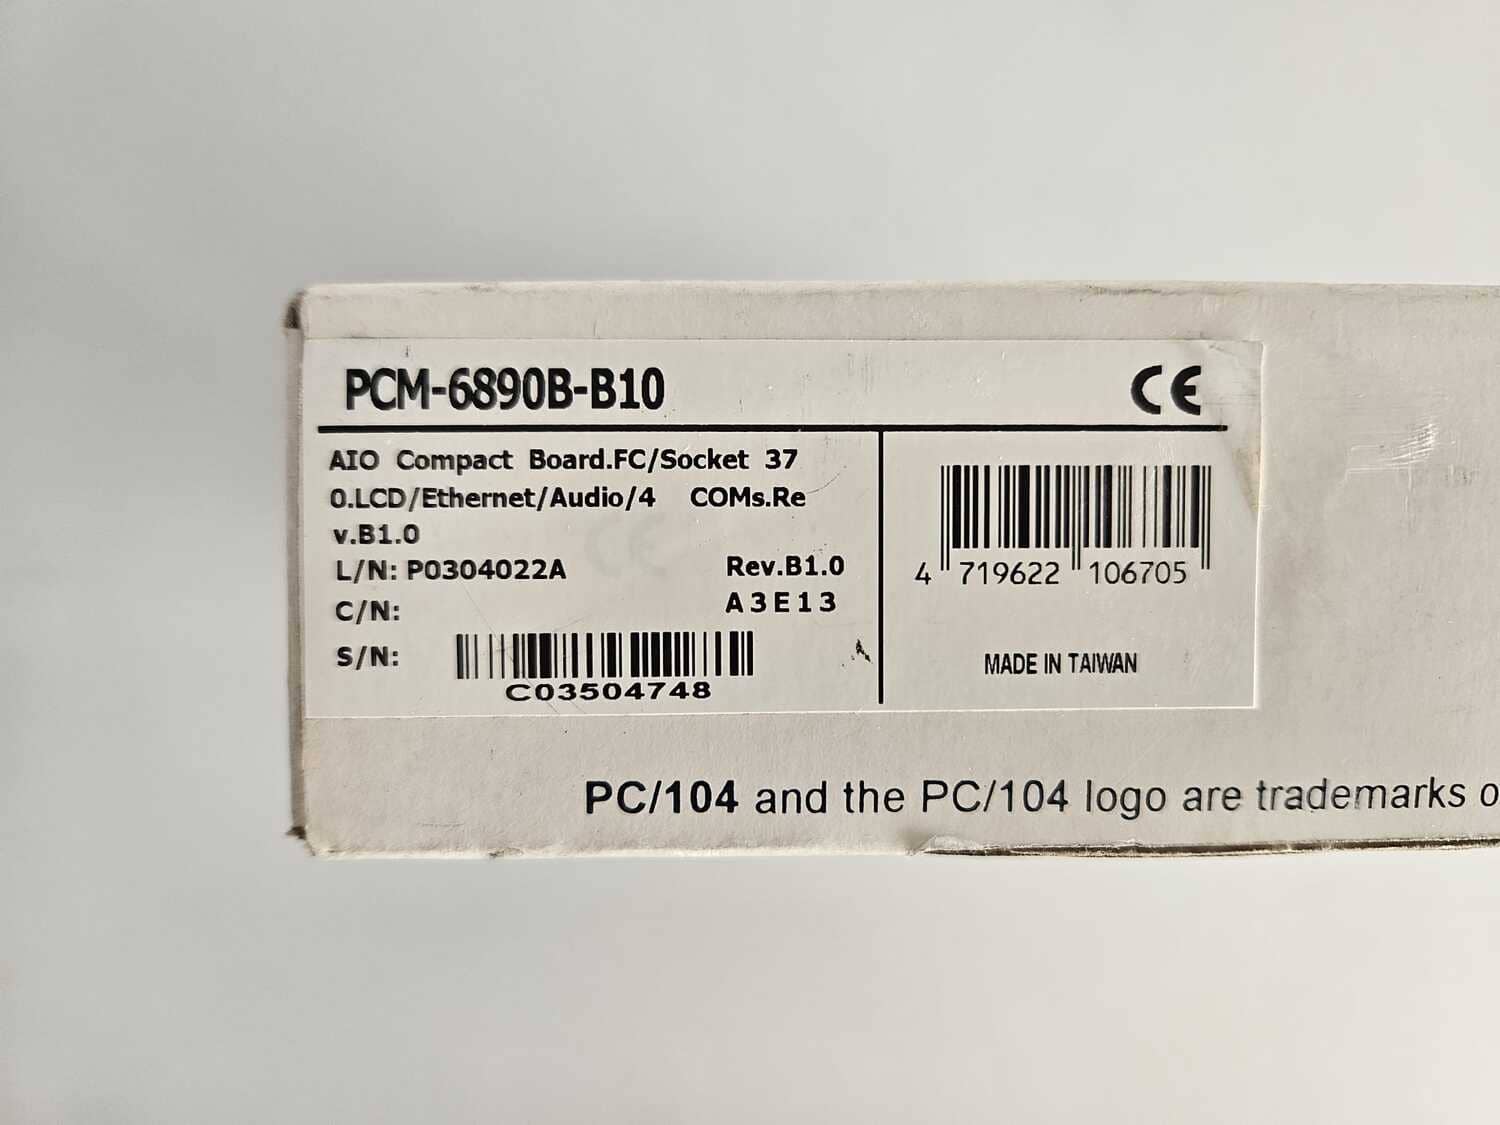 PCM-6890B-B10
CE
AIO Compact Board.FC/Socket 37
0.LCD/Ethernet/Audio/4 COMs.Re
v.B1.0
L/N: P0304022A
Rev.B1.0
C/N:
A3E13
S/N:
C03504748
4 719622 106705
MADE IN TAIWAN
PC/104 and the PC/104 logo are trademarks o